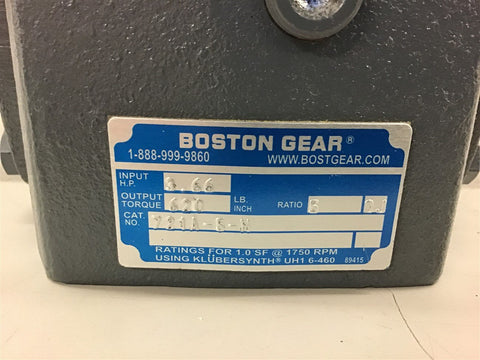 BOSTON GEAR®
1-888-999-9860 WWW.BOSTGEAR.COM
INPUT H.P.
OUTPUT TORQUE LB. INCH RATIO
CAT. NO.
RATINGS FOR 1.0 SF @ 1750 RPM
USING KLÜBERSYNTH® UH1 6-460 89415